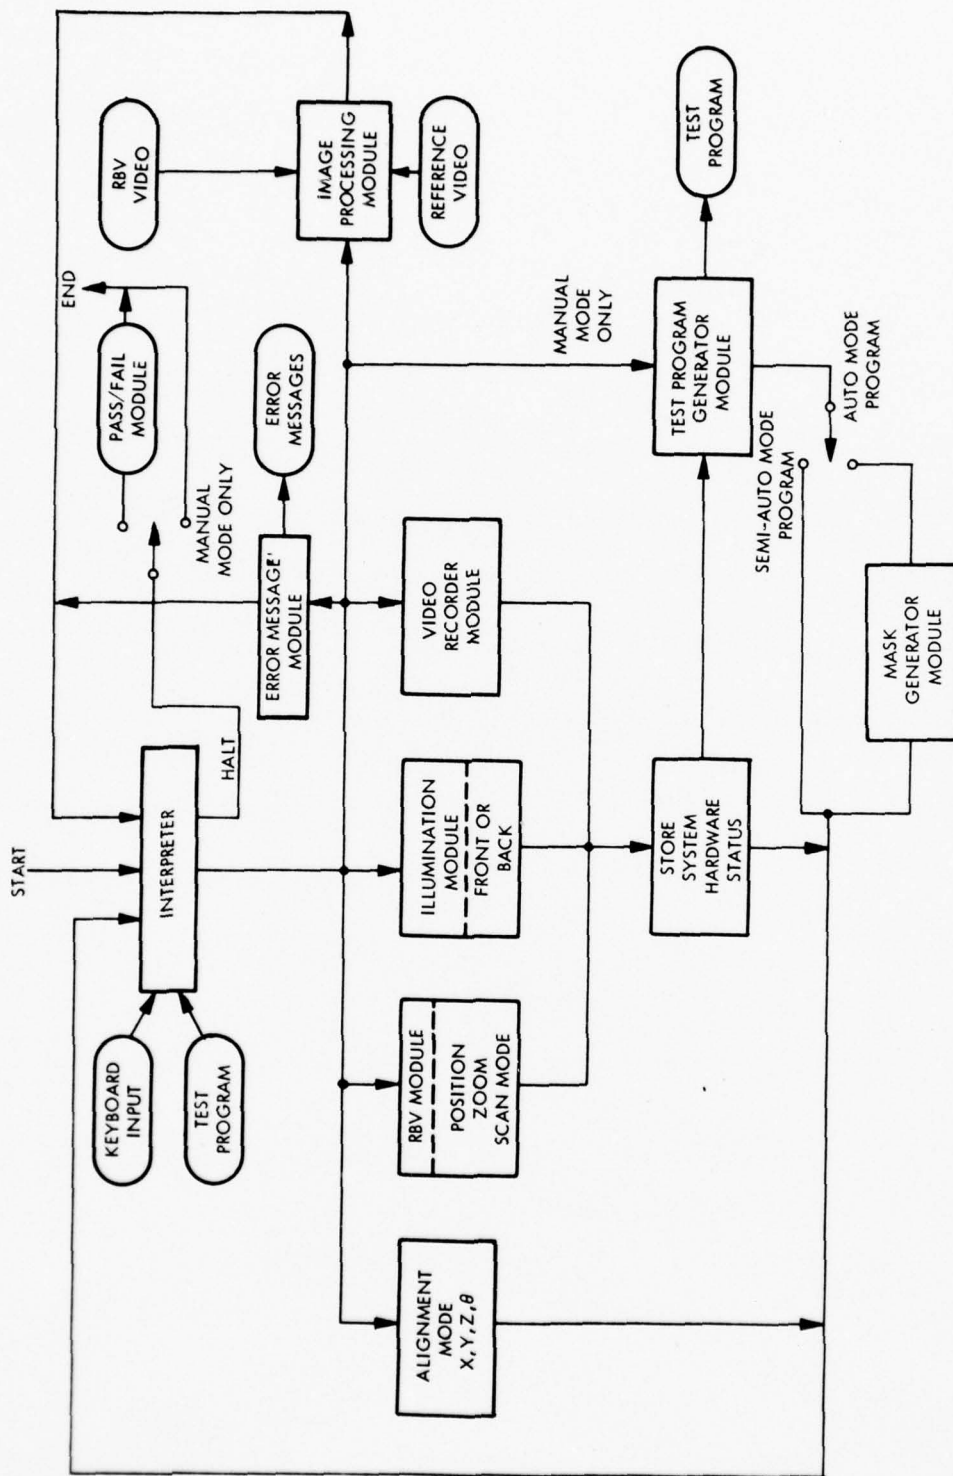 START
KEYBOARD
INPUT
TEST
PROGRAM
INTERPRETER
HALT
PASS/FAIL
MODULE
END
MANUAL
MODE ONLY
RBV
VIDEO
IMAGE
PROCESSING
MODULE
REFERENCE
VIDEO
ERROR MESSAGE'
MODULE
ERROR
MESSAGES
ALIGNMENT
MODE
X,Y,Z,θ
RBV MODULE
POSITION
ZOOM
SCAN MODE
ILLUMINATION
MODULE
FRONT OR
BACK
VIDEO
RECORDER
MODULE
MANUAL
MODE
ONLY
STORE
SYSTEM
HARDWARE
STATUS
TEST PROGRAM
GENERATOR
MODULE
TEST
PROGRAM
SEMI-AUTO MODE
PROGRAM
AUTO MODE
PROGRAM
MASK
GENERATOR
MODULE